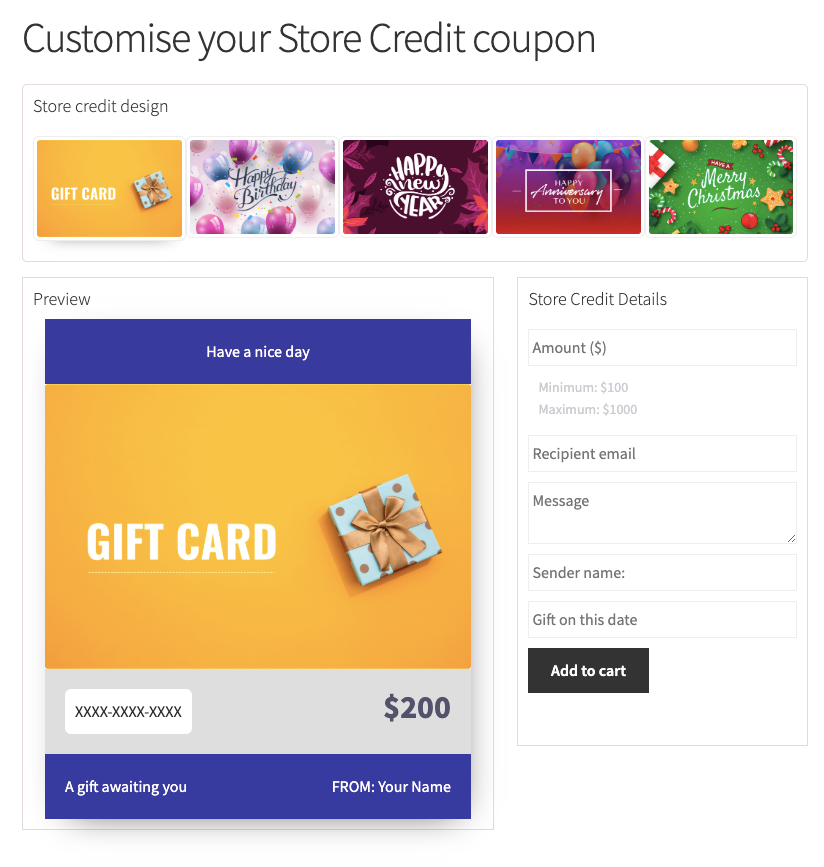 Customise your Store Credit coupon
Store credit design
GIFT CARD
Happy
Birthday
HAPPY
new
YEAR
HAPPY
Anniversary
TO YOU
HAVE A
Merry
Christmas
Preview
Have a nice day
GIFT CARD
XXXX-XXXX-XXXX
$200
A gift awaiting you
FROM: Your Name
Store Credit Details
Amount ($)
Minimum: $100
Maximum: $1000
Recipient email
Message
Sender name:
Gift on this date
Add to cart